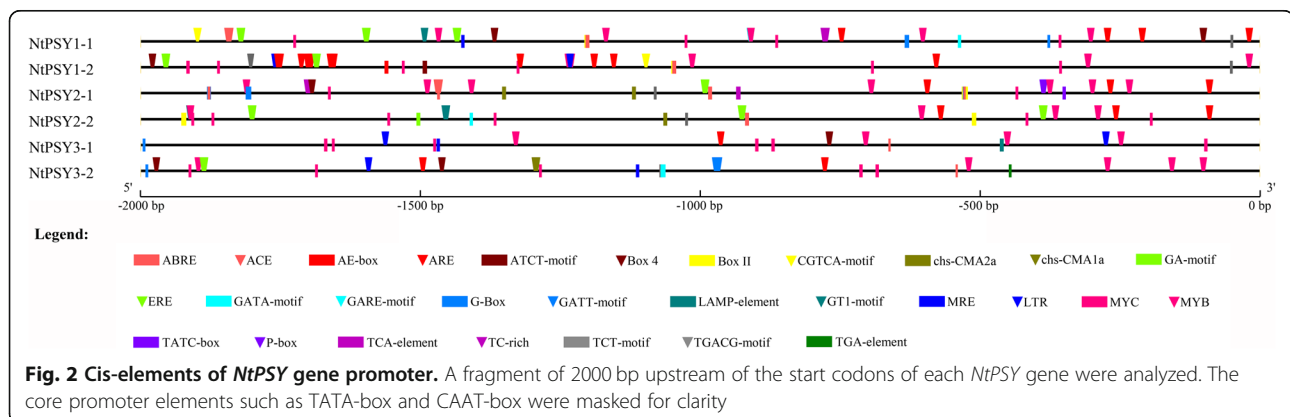 NtPSY1-1
NtPSY1-2
NtPSY2-1
NtPSY2-2
NtPSY3-1
NtPSY3-2
5' 3'
-2000 bp -1500 bp -1000 bp -500 bp 0 bp
Legend:
ABRE ACE AE-box ARE ATCT-motif Box 4 Box II CGTCA-motif chs-CMA2a chs-CMA1a GA-motif
ERE GATA-motif GARE-motif G-Box GATT-motif LAMP-element GT1-motif MRE LTR MYC MYB
TATC-box P-box TCA-element TC-rich TCT-motif TGACG-motif TGA-element
Fig. 2 Cis-elements of NtPSY gene promoter. A fragment of 2000 bp upstream of the start codons of each NtPSY gene were analyzed. The
core promoter elements such as TATA-box and CAAT-box were masked for clarity